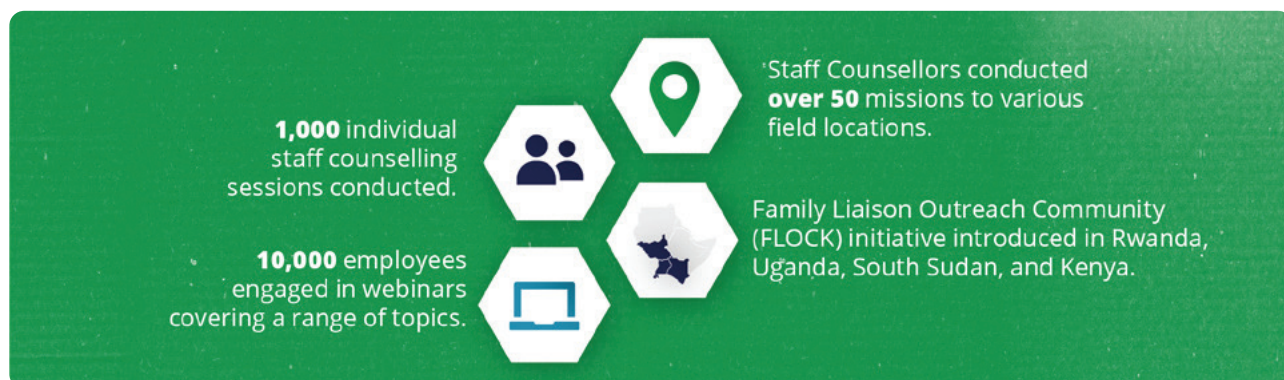 1,000 individual
staff counselling
sessions conducted.
10,000 employees
engaged in webinars
covering a range of topics.
Staff Counsellors conducted
over 50 missions to various
field locations.
Family Liaison Outreach Community
(FLOCK) initiative introduced in Rwanda,
Uganda, South Sudan, and Kenya.